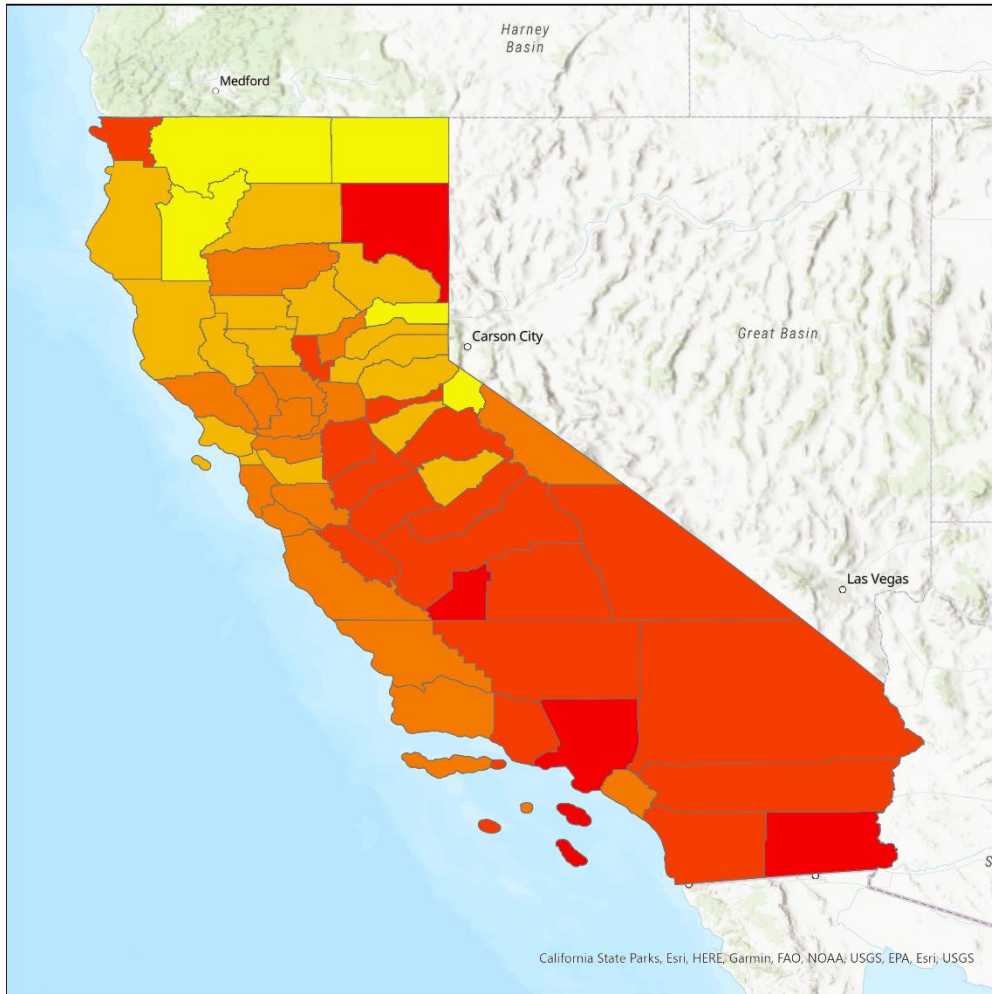 Harney
Basin
Medford
Carson City
Great Basin
Las Vegas
S
California State Parks, Esri, HERE, Garmin, FAO, NOAA, USGS, EPA, Esri, USGS